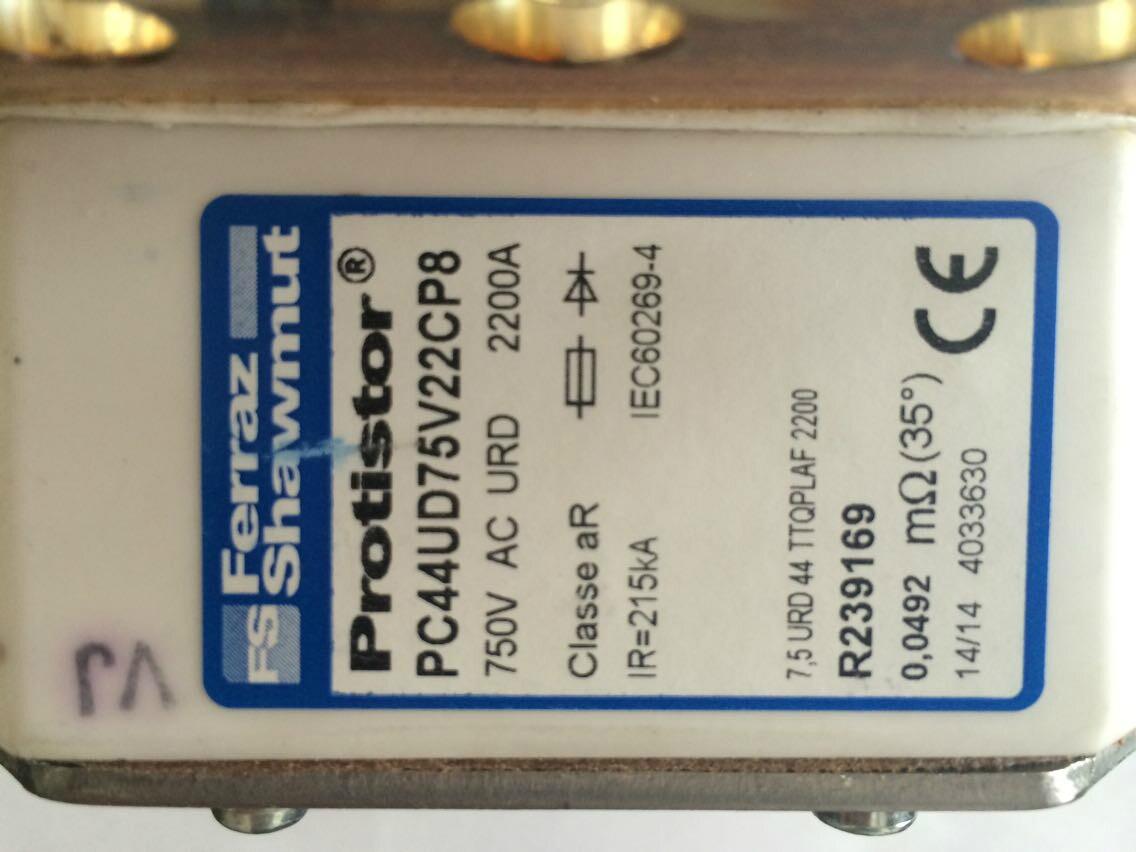 FS Ferraz
Shawmut
Protistor®
PC44UD75V22CP8
750V AC URD 2200A
Classe aR
IR=215kA IEC60269-4
7,5 URD 44 TTQPLAF 2200
R239169
0,0492 mΩ(35°)
14/14 4033630
CE